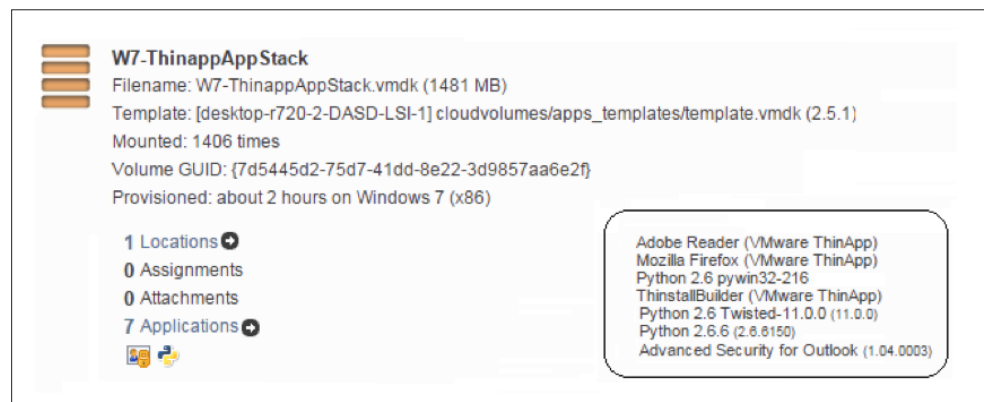 W7-ThinappAppStack
Filename: W7-ThinappAppStack.vmdk (1481 MB)
Template: [desktop-r720-2-DASD-LSI-1] cloudvolumes/apps_templates/template.vmdk (2.5.1)
Mounted: 1406 times
Volume GUID: {7d5445d2-75d7-41dd-8e22-3d9857aa6e2f}
Provisioned: about 2 hours on Windows 7 (x86)
1 Locations
0 Assignments
0 Attachments
7 Applications
Adobe Reader (VMware ThinApp)
Mozilla Firefox (VMware ThinApp)
Python 2.6 pywin32-216
ThinstallBuilder (VMware ThinApp)
Python 2.6 Twisted-11.0.0 (11.0.0)
Python 2.6.6 (2.6.6150)
Advanced Security for Outlook (1.04.0003)